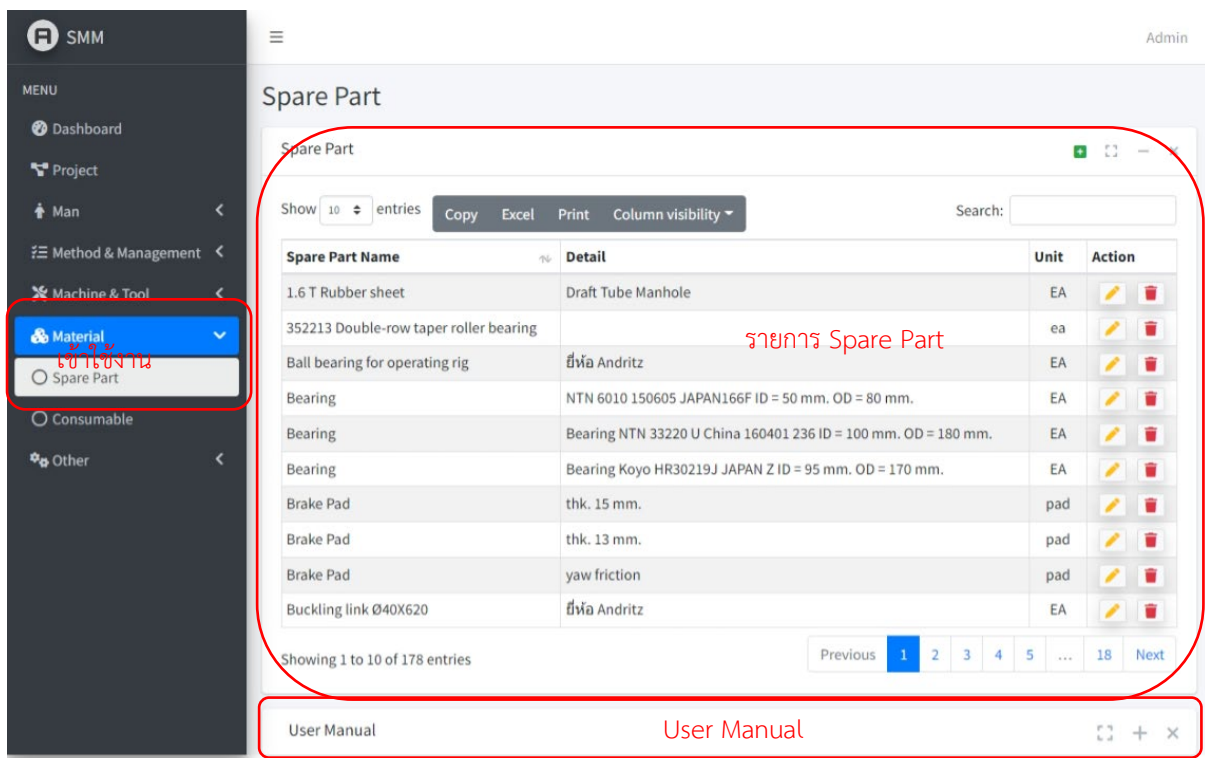 SMM
Admin
MENU
Dashboard
Project
Man
Method & Management
Machine & Tool
Material
เข้าใช้งาน
Spare Part
Consumable
Other
Spare Part
Spare Part
Show 10 entries Copy Excel Print Column visibility Search:
Spare Part Name Detail Unit Action
1.6 T Rubber sheet Draft Tube Manhole EA
352213 Double-row taper roller bearing ea
รายการ Spare Part
Ball bearing for operating rig ยี่ห้อ Andritz EA
Bearing NTN 6010 150605 JAPAN166F ID = 50 mm. OD = 80 mm. EA
Bearing Bearing NTN 33220 U China 160401 236 ID = 100 mm. OD = 180 mm. EA
Bearing Bearing Koyo HR30219J JAPAN Z ID = 95 mm. OD = 170 mm. EA
Brake Pad thk. 15 mm. pad
Brake Pad thk. 13 mm. pad
Brake Pad yaw friction pad
Buckling link Ø40X620 ยี่ห้อ Andritz EA
Showing 1 to 10 of 178 entries Previous 1 2 3 4 5 ... 18 Next
User Manual User Manual